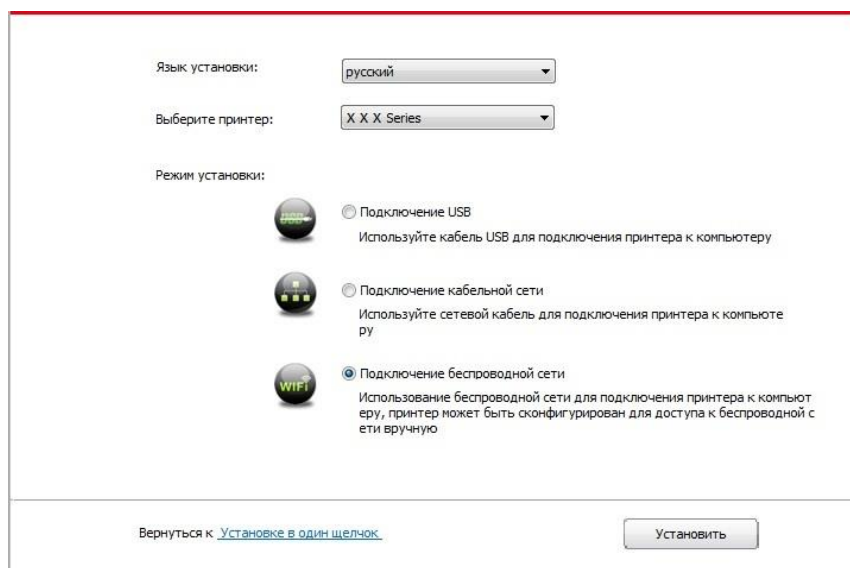 Язык установки:
русский
Выберите принтер:
X X X Series
Режим установки:
USB
Подключение USB
Используйте кабель USB для подключения принтера к компьютеру
Подключение кабельной сети
Используйте сетевой кабель для подключения принтера к компьюте
ру
WiFi
Подключение беспроводной сети
Использование беспроводной сети для подключения принтера к компьют
еру, принтер может быть сконфигурирован для доступа к беспроводной с
ети вручную
Вернуться к Установке в один щелчок
Установить